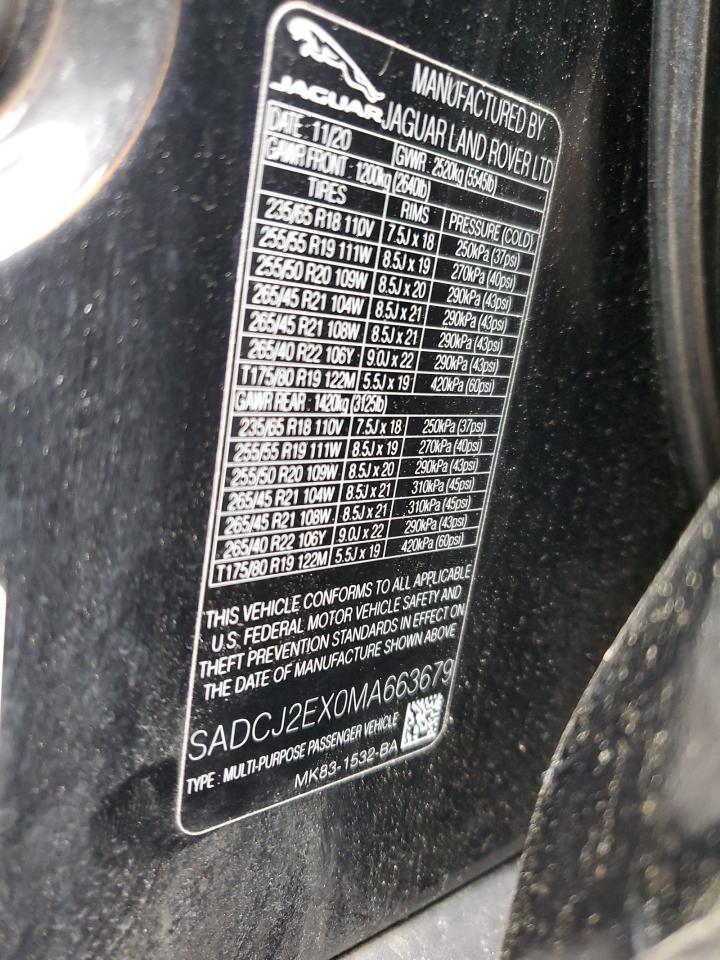 JAGUAR
MANUFACTURED BY
JAGUAR LAND ROVER LTD
DATE : 11/20 GVWR : 2520kg (5545lb)
GAWR FRONT : 1200kg (2640lb)
TIRES RIMS PRESSURE (COLD)
235/65 R18 110V 7.5J x 18 250kPa (37psi)
255/55 R19 111W 8.5J x 19 270kPa (40psi)
255/50 R20 109W 8.5J x 20 290kPa (43psi)
265/45 R21 104W 8.5J x 21 290kPa (43psi)
265/45 R21 108W 8.5J x 21 290kPa (43psi)
265/40 R22 106Y 9.0J x 22 290kPa (43psi)
T175/80 R19 122M 5.5J x 19 420kPa (60psi)
GAWR REAR : 1420kg (3125lb)
235/65 R18 110V 7.5J x 18 250kPa (37psi)
255/55 R19 111W 8.5J x 19 270kPa (40psi)
255/50 R20 109W 8.5J x 20 290kPa (43psi)
265/45 R21 104W 8.5J x 21 310kPa (45psi)
265/45 R21 108W 8.5J x 21 310kPa (45psi)
265/40 R22 106Y 9.0J x 22 290kPa (43psi)
T175/80 R19 122M 5.5J x 19 420kPa (60psi)
THIS VEHICLE CONFORMS TO ALL APPLICABLE
U.S. FEDERAL MOTOR VEHICLE SAFETY AND
THEFT PREVENTION STANDARDS IN EFFECT ON
THE DATE OF MANUFACTURE SHOWN ABOVE
SADCJ2EX0MA663679
TYPE : MULTI-PURPOSE PASSENGER VEHICLE
MK83-1532-BA